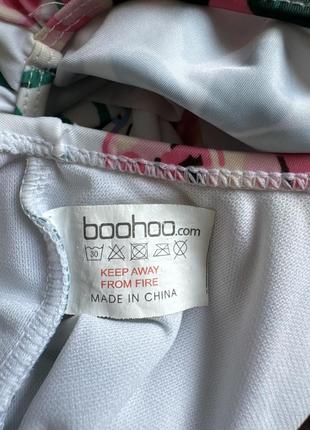 boohoo.com
30
KEEP AWAY
FROM FIRE
MADE IN CHINA